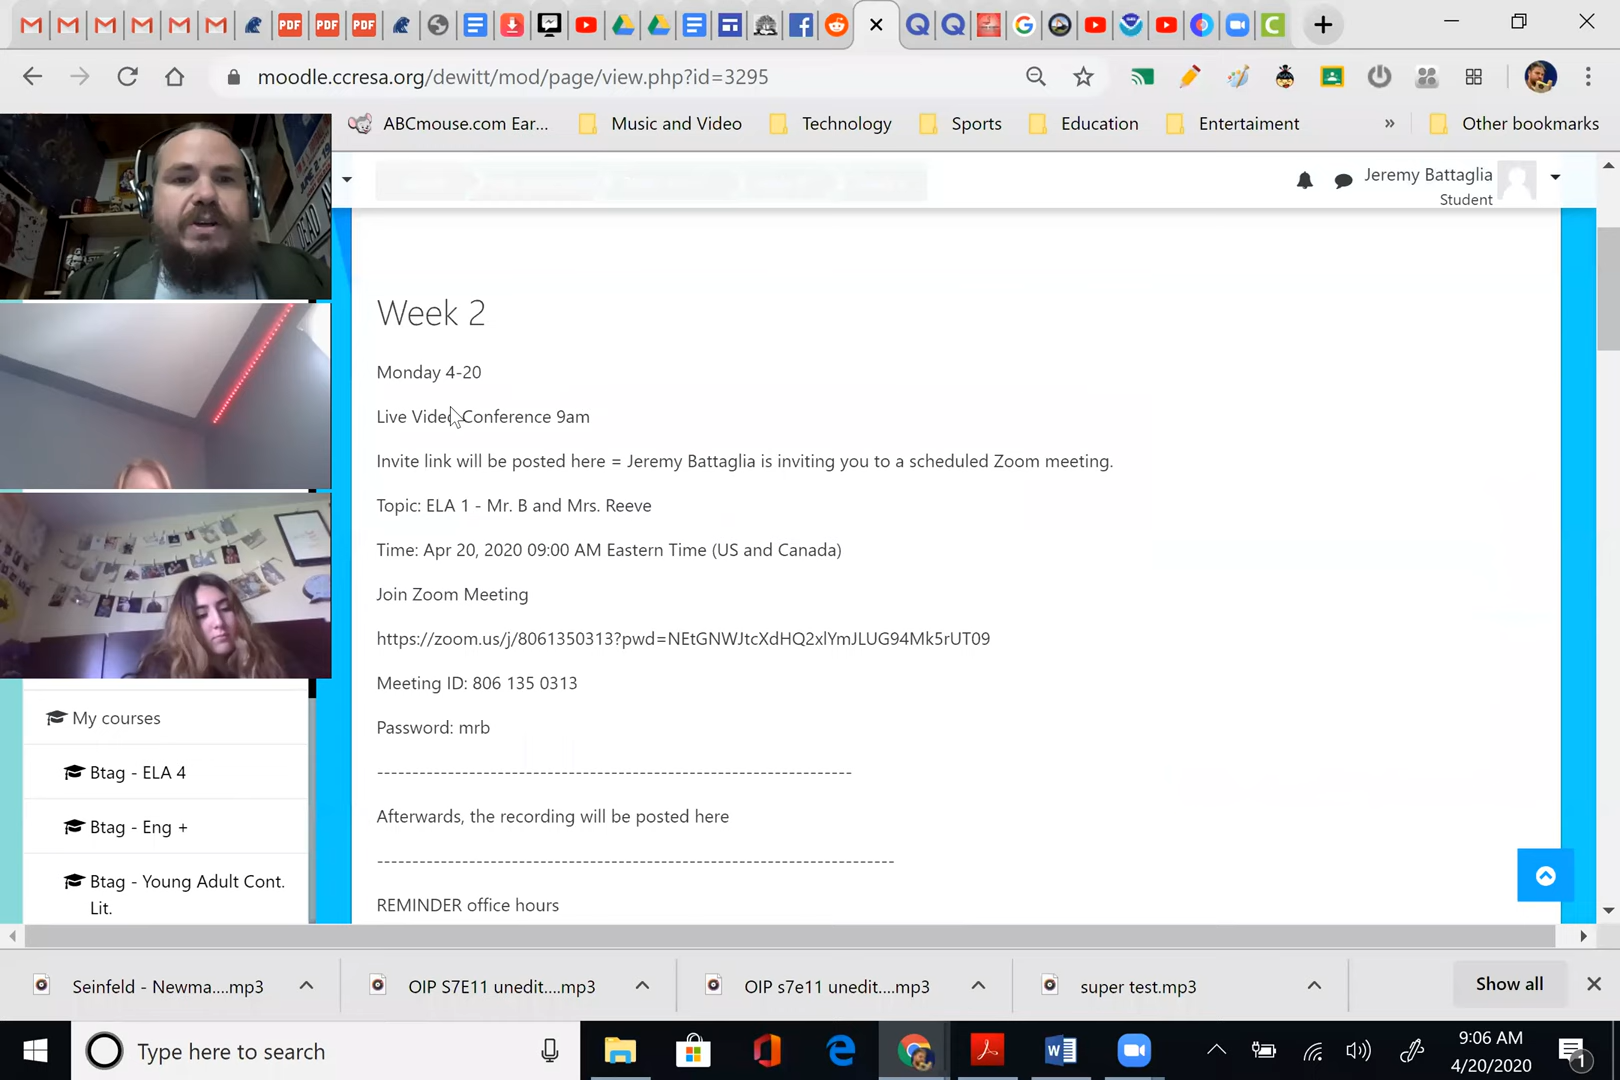 moodle.ccresa.org/dewitt/mod/page/view.php?id=3295
ABCmouse.com Ear...
Music and Video
Technology
Sports
Education
Entertaiment
»
Other bookmarks
Jeremy Battaglia
Student
Week 2
Monday 4-20
Live Video Conference 9am
Invite link will be posted here = Jeremy Battaglia is inviting you to a scheduled Zoom meeting.
Topic: ELA 1 - Mr. B and Mrs. Reeve
Time: Apr 20, 2020 09:00 AM Eastern Time (US and Canada)
Join Zoom Meeting
https://zoom.us/j/8061350313?pwd=NEtGNWJtcXdHQ2xlYmJLUG94Mk5rUT09
Meeting ID: 806 135 0313
Password: mrb
-------------------------------------------------------------------
Afterwards, the recording will be posted here
-------------------------------------------------------------------------
REMINDER office hours
My courses
Btag - ELA 4
Btag - Eng +
Btag - Young Adult Cont.
Lit.
Seinfeld - Newma....mp3
OIP S7E11 unedit....mp3
OIP s7e11 unedit....mp3
super test.mp3
Show all
Type here to search
9:06 AM
4/20/2020
1